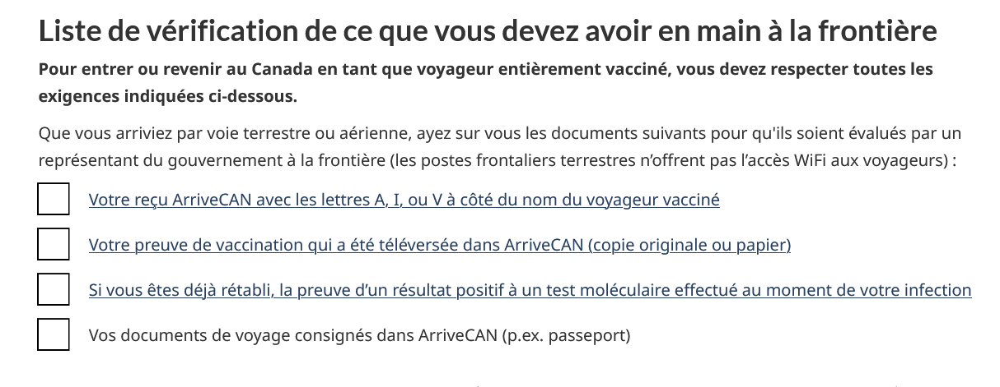 Liste de vérification de ce que vous devez avoir en main à la frontière
Pour entrer ou revenir au Canada en tant que voyageur entièrement vacciné, vous devez respecter toutes les
exigences indiquées ci-dessous.
Que vous arriviez par voie terrestre ou aérienne, ayez sur vous les documents suivants pour qu'ils soient évalués par un
représentant du gouvernement à la frontière (les postes frontaliers terrestres n’offrent pas l’accès WiFi aux voyageurs) :
Votre reçu ArriveCAN avec les lettres A, I, ou V à côté du nom du voyageur vacciné
Votre preuve de vaccination qui a été téléversée dans ArriveCAN (copie originale ou papier)
Si vous êtes déjà rétabli, la preuve d’un résultat positif à un test moléculaire effectué au moment de votre infection
Vos documents de voyage consignés dans ArriveCAN (p.ex. passeport)